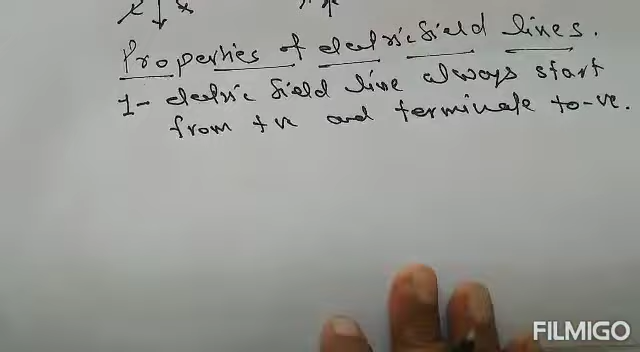 Properties of electric field lines.
1- electric field line always start
from +ve and terminate to -ve.
FILMIGO